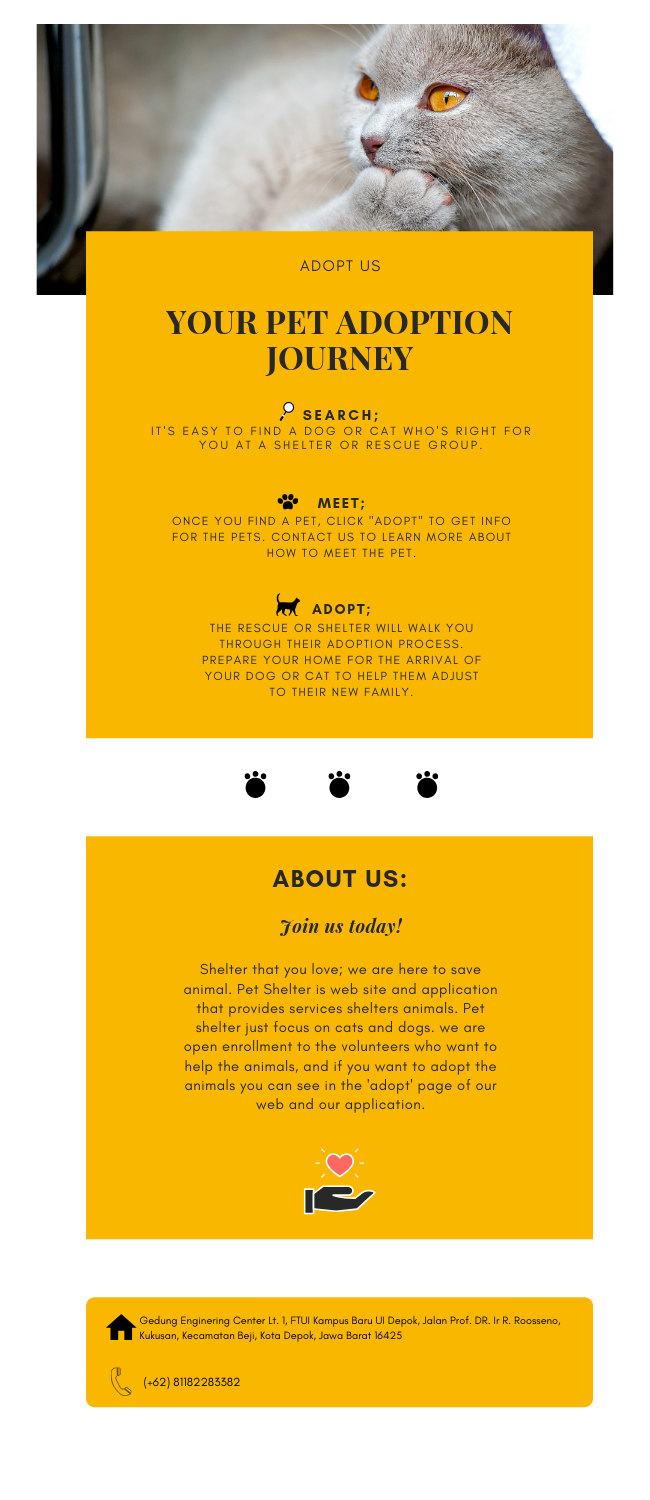 ADOPT US
YOUR PET ADOPTION
JOURNEY
SEARCH;
IT'S EASY TO FIND A DOG OR CAT WHO'S RIGHT FOR
YOU AT A SHELTER OR RESCUE GROUP.
MEET;
ONCE YOU FIND A PET, CLICK "ADOPT" TO GET INFO
FOR THE PETS. CONTACT US TO LEARN MORE ABOUT
HOW TO MEET THE PET.
ADOPT;
THE RESCUE OR SHELTER WILL WALK YOU
THROUGH THEIR ADOPTION PROCESS.
PREPARE YOUR HOME FOR THE ARRIVAL OF
YOUR DOG OR CAT TO HELP THEM ADJUST
TO THEIR NEW FAMILY.
ABOUT US:
Join us today!
Shelter that you love; we are here to save
animal. Pet Shelter is web site and application
that provides services shelters animals. Pet
shelter just focus on cats and dogs. we are
open enrollment to the volunteers who want to
help the animals, and if you want to adopt the
animals you can see in the 'adopt' page of our
web and our application.
Gedung Enginering Center Lt. 1, FTUI Kampus Baru UI Depok, Jalan Prof. DR. Ir R. Roosseno,
Kukusan, Kecamatan Beji, Kota Depok, Jawa Barat 16425
(+62) 81182283382